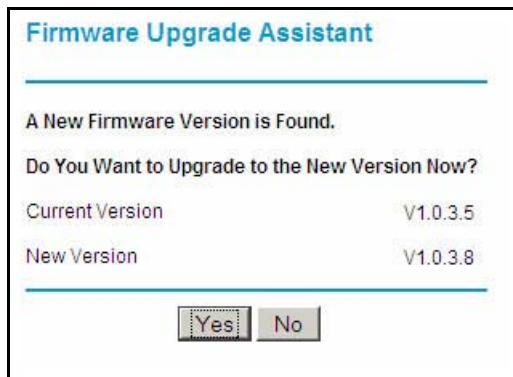 Firmware Upgrade Assistant
A New Firmware Version is Found.
Do You Want to Upgrade to the New Version Now?
Current Version V1.0.3.5
New Version V1.0.3.8
Yes No